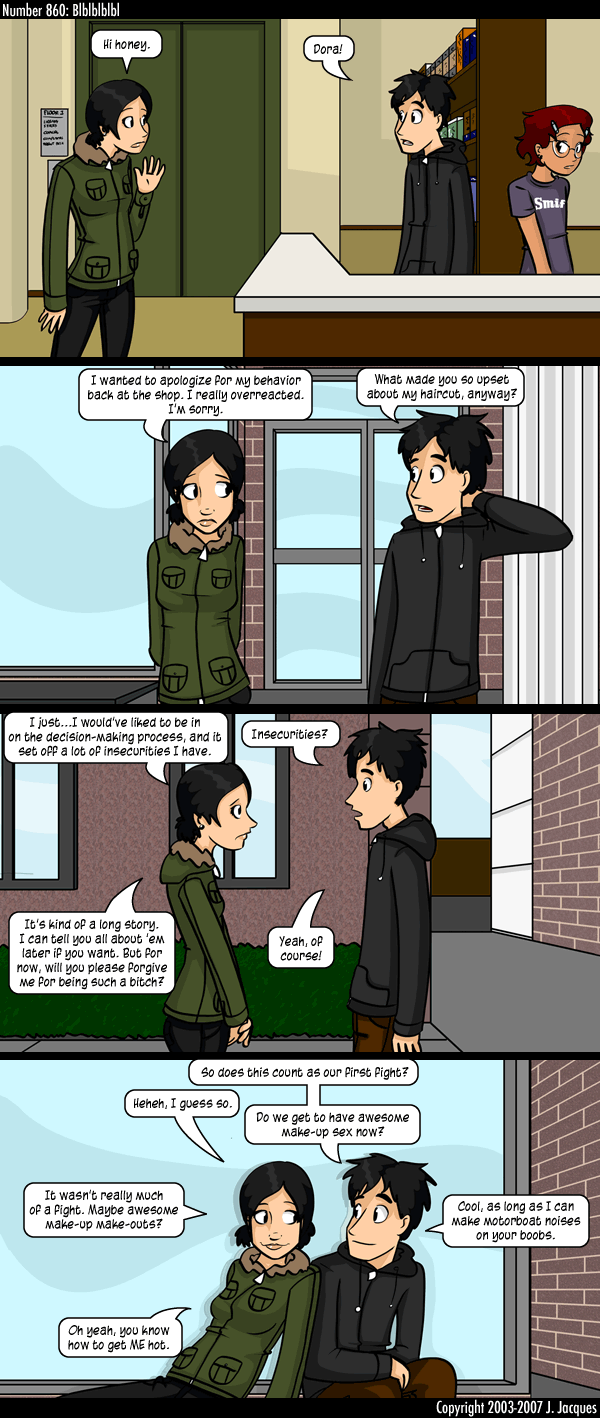 Number 860: Blblblblbl
Hi honey.
Dora!
FLOOR 2
Smif
I wanted to apologize for my behavior
back at the shop. I really overreacted.
I'm sorry.
What made you so upset
about my haircut, anyway?
I just...I would've liked to be in
on the decision-making process, and it
set off a lot of insecurities I have.
Insecurities?
It's kind of a long story.
I can tell you all about 'em
later if you want. But for
now, will you please forgive
me for being such a bitch?
Yeah, of
course!
So does this count as our first fight?
Heheh, I guess so.
Do we get to have awesome
make-up sex now?
It wasn't really much
of a fight. Maybe awesome
make-up make-outs?
Cool, as long as I can
make motorboat noises
on your boobs.
Oh yeah, you know
how to get ME hot.
Copyright 2003-2007 J. Jacques